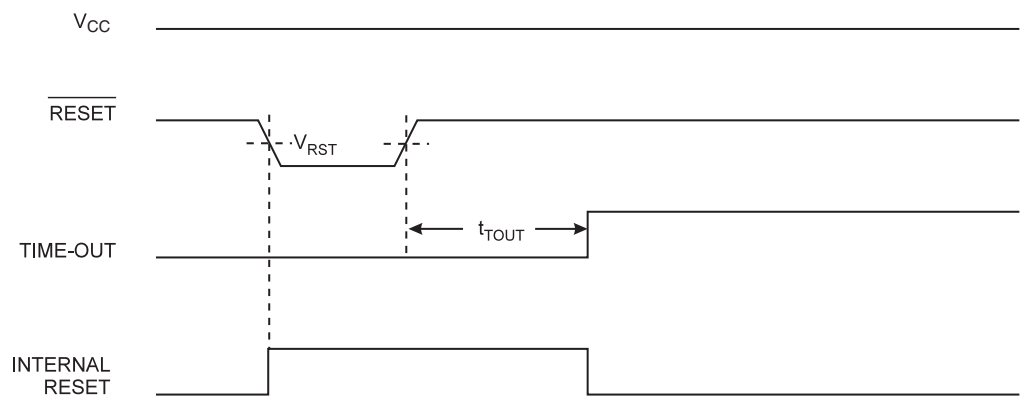 VCC
RESET
VRST
tTOUT
TIME-OUT
INTERNAL
RESET